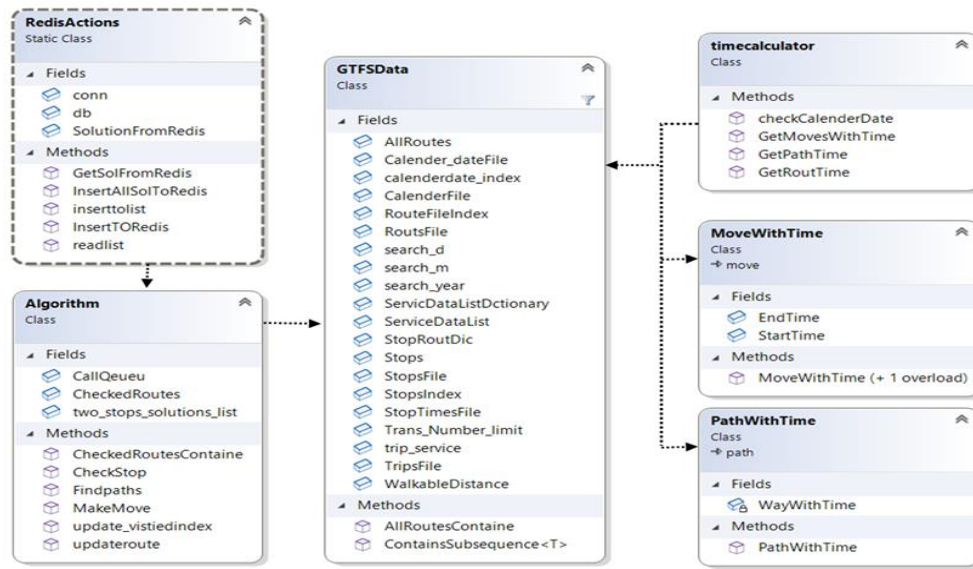 RedisActions
Static Class
Fields
conn
db
SolutionFromRedis
Methods
GetSolFromRedis
InsertAllSolToRedis
inserttolist
InsertTORedis
readlist
Algorithm
Class
Fields
CallQeueu
CheckedRoutes
two_stops_solutions_list
Methods
CheckedRoutesContaine
CheckStop
Findpaths
MakeMove
update_vistiedindex
updateroute
GTFSData
Class
Fields
AllRoutes
Calender_dateFile
calenderdate_index
CalenderFile
RouteFileIndex
RoutsFile
search_d
search_m
search_year
ServicDataListDctionary
ServiceDataList
StopRoutDic
Stops
StopsFile
StopsIndex
StopTimesFile
Trans_Number_limit
trip_service
TripsFile
WalkableDistance
Methods
AllRoutesContaine
ContainsSubsequence<T>
timecalculator
Class
Methods
checkCalenderDate
GetMovesWithTime
GetPathTime
GetRoutTime
MoveWithTime
Class
move
Fields
EndTime
StartTime
Methods
MoveWithTime (+ 1 overload)
PathWithTime
Class
path
Fields
WayWithTime
Methods
PathWithTime